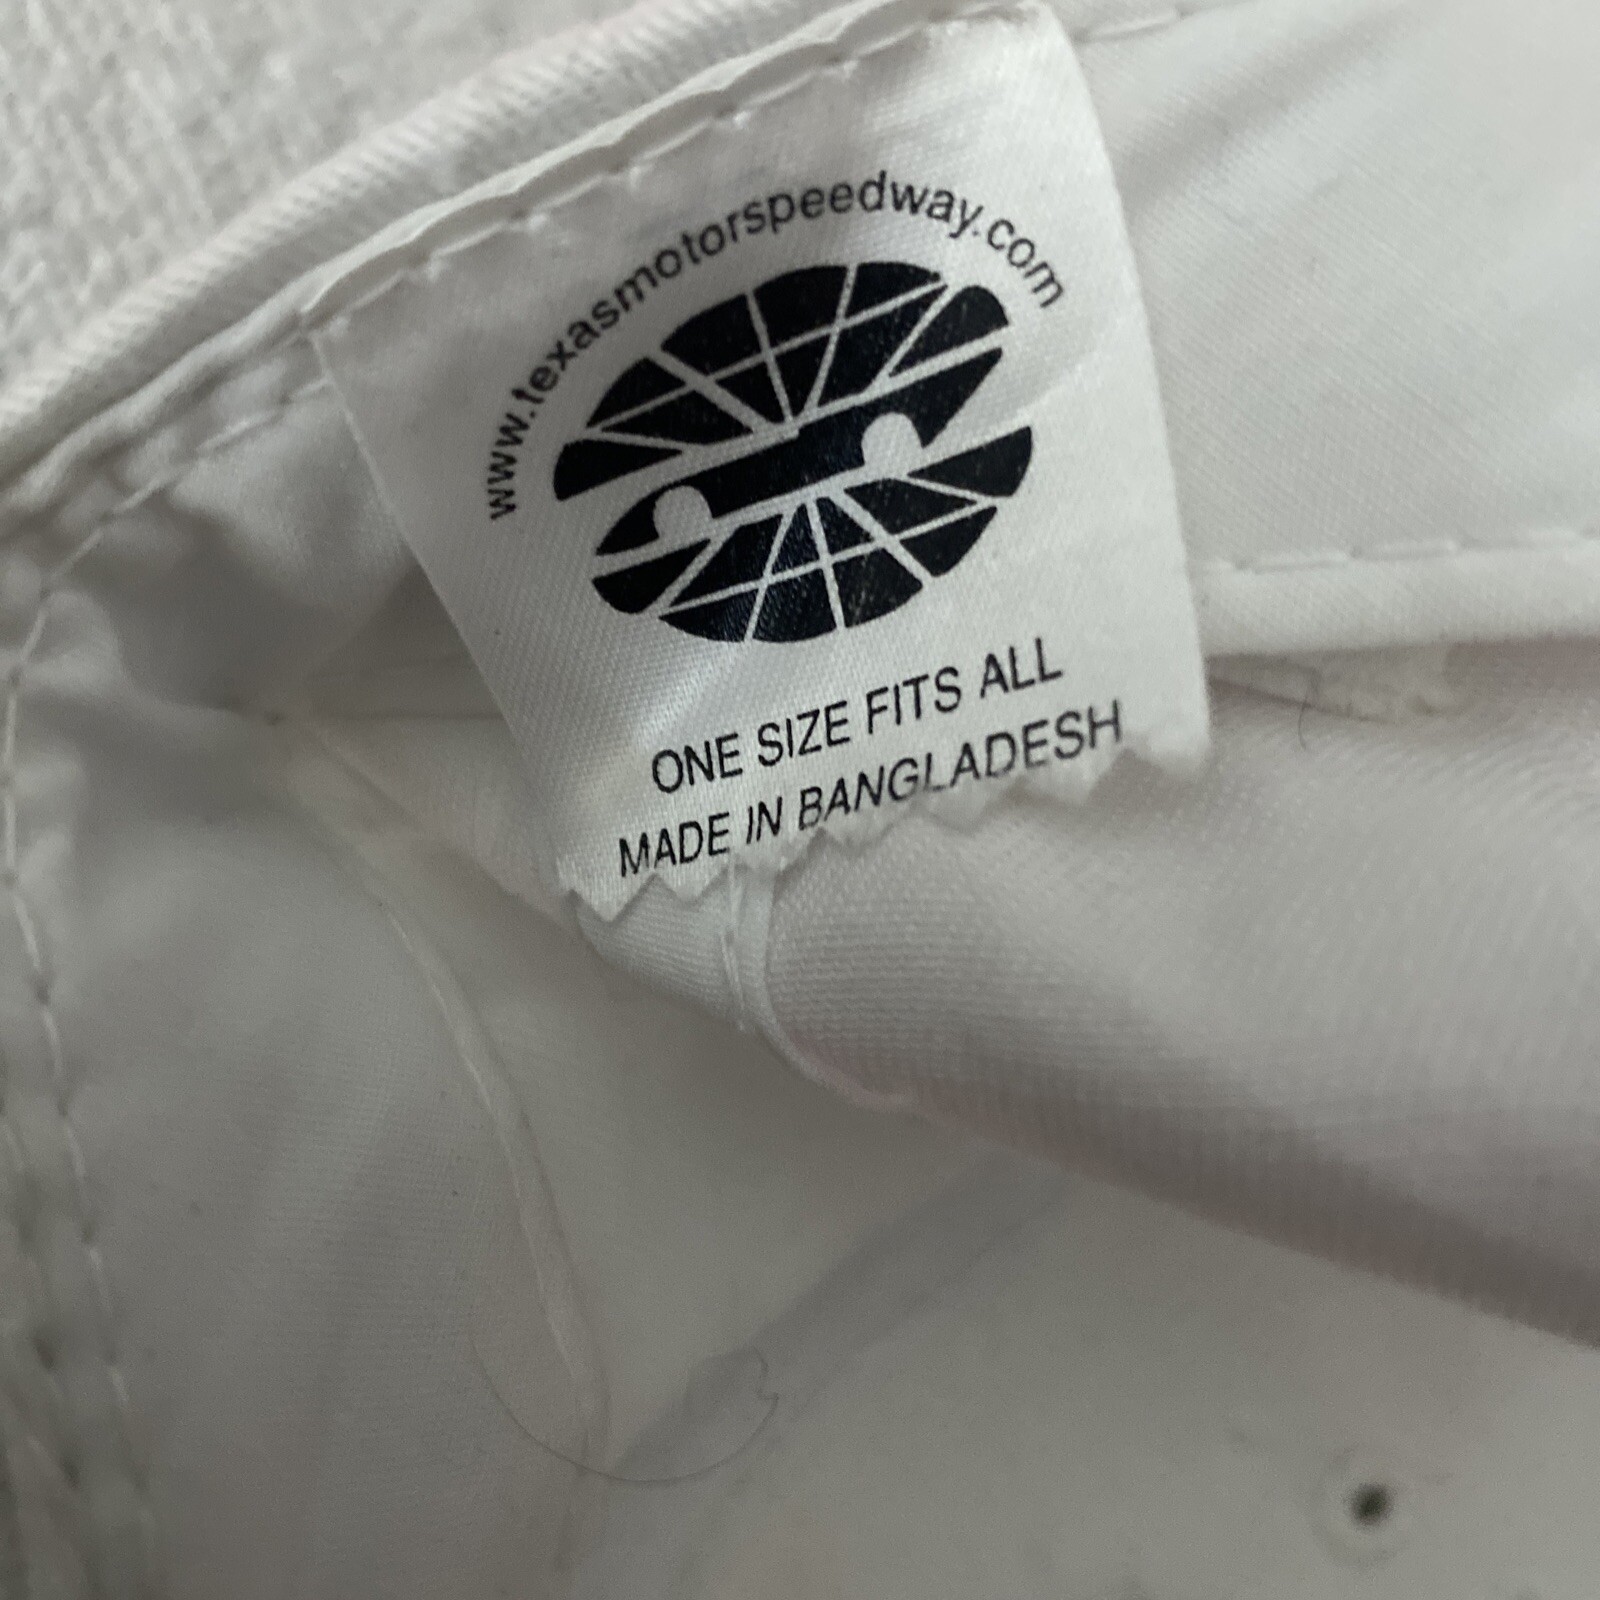 www.texasmotorspeedway.com
ONE SIZE FITS ALL
MADE IN BANGLADESH